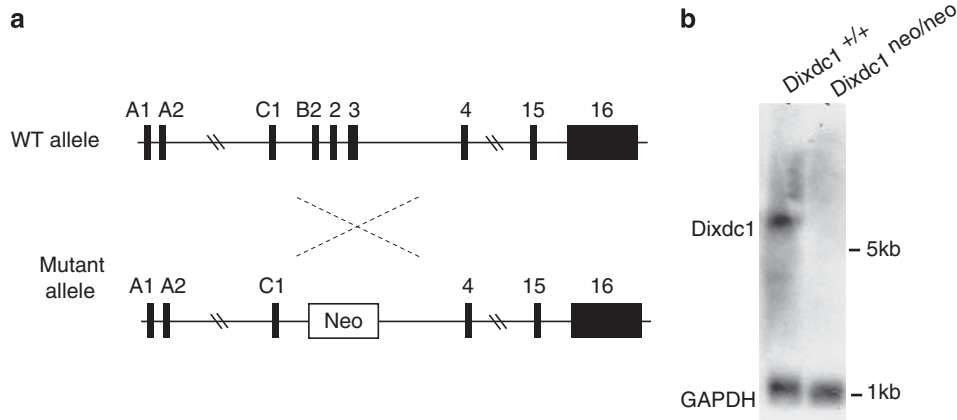 a
A1 A2 C1 B2 2 3 4 15 16
WT allele
Mutant
allele
A1 A2 C1 4 15 16
Neo
b
Dixdc1 +/+
Dixdc1 neo/neo
Dixdc1
5kb
GAPDH
1kb